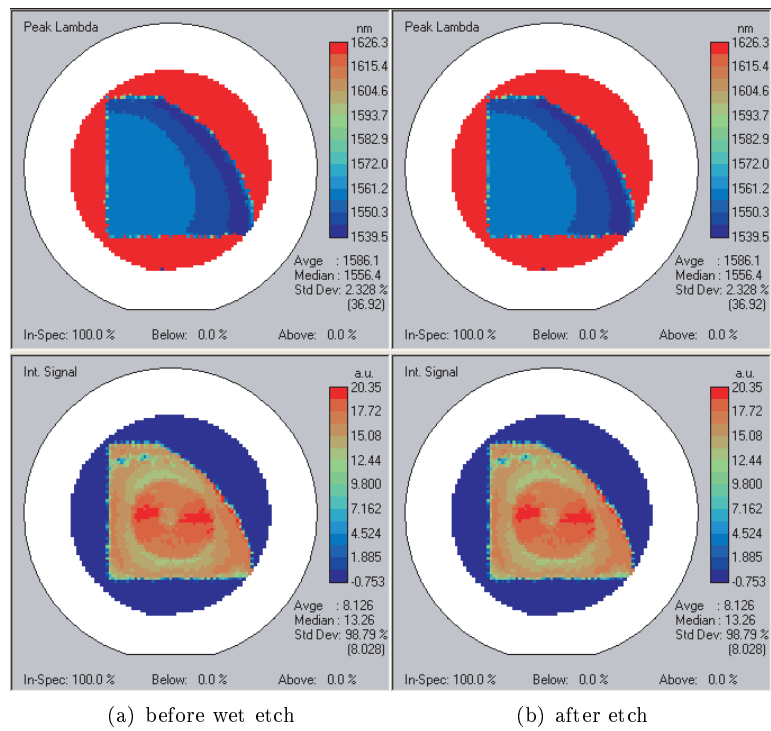 Peak Lambda
nm
1626.3
1615.4
1604.6
1593.7
1582.9
1572.0
1561.2
1550.3
1539.5
Avge : 1586.1
Median : 1556.4
Std Dev: 2.328 %
(36.92)
In-Spec: 100.0 % Below: 0.0 % Above: 0.0 %
Peak Lambda
nm
1626.3
1615.4
1604.6
1593.7
1582.9
1572.0
1561.2
1550.3
1539.5
Avge : 1586.1
Median : 1556.4
Std Dev: 2.328 %
(36.92)
In-Spec: 100.0 % Below: 0.0 % Above: 0.0 %
Int. Signal
a.u.
20.35
17.72
15.08
12.44
9.800
7.162
4.524
1.885
-0.753
Avge : 8.126
Median : 13.26
Std Dev: 98.79 %
(8.028)
In-Spec: 100.0 % Below: 0.0 % Above: 0.0 %
Int. Signal
a.u.
20.35
17.72
15.08
12.44
9.800
7.162
4.524
1.885
-0.753
Avge : 8.126
Median : 13.26
Std Dev: 98.79 %
(8.028)
In-Spec: 100.0 % Below: 0.0 % Above: 0.0 %
(a) before wet etch
(b) after etch